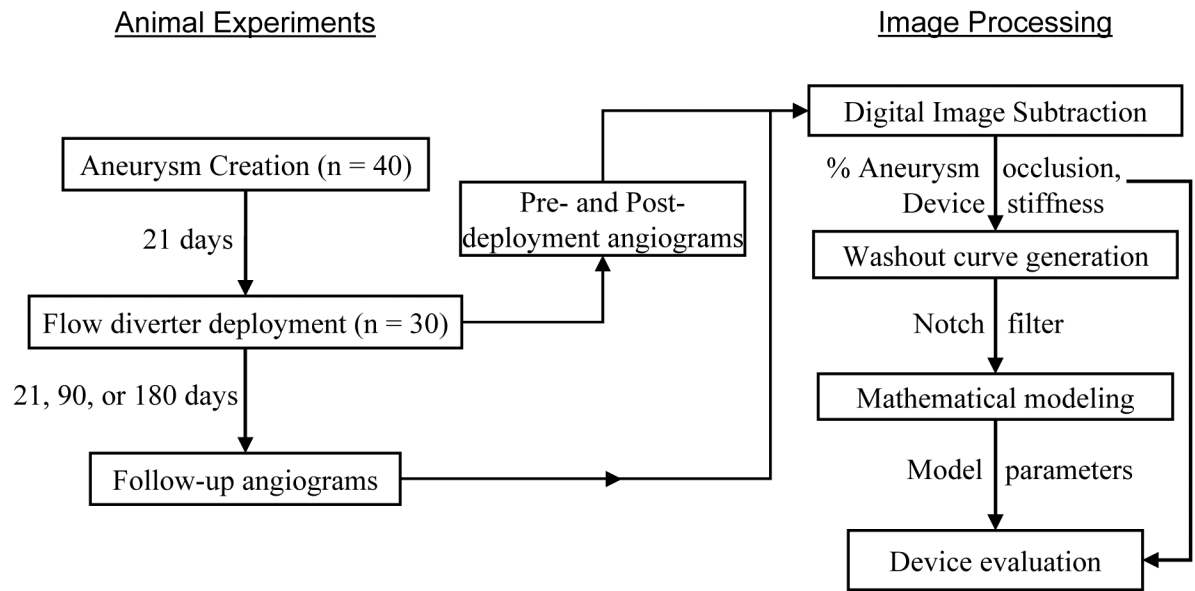 Animal Experiments
Aneurysm Creation (n = 40)
21 days
Flow diverter deployment (n = 30)
21, 90, or 180 days
Follow-up angiograms
Pre- and Post-
deployment angiograms
Image Processing
Digital Image Subtraction
% Aneurysm occlusion,
Device stiffness
Washout curve generation
Notch filter
Mathematical modeling
Model parameters
Device evaluation